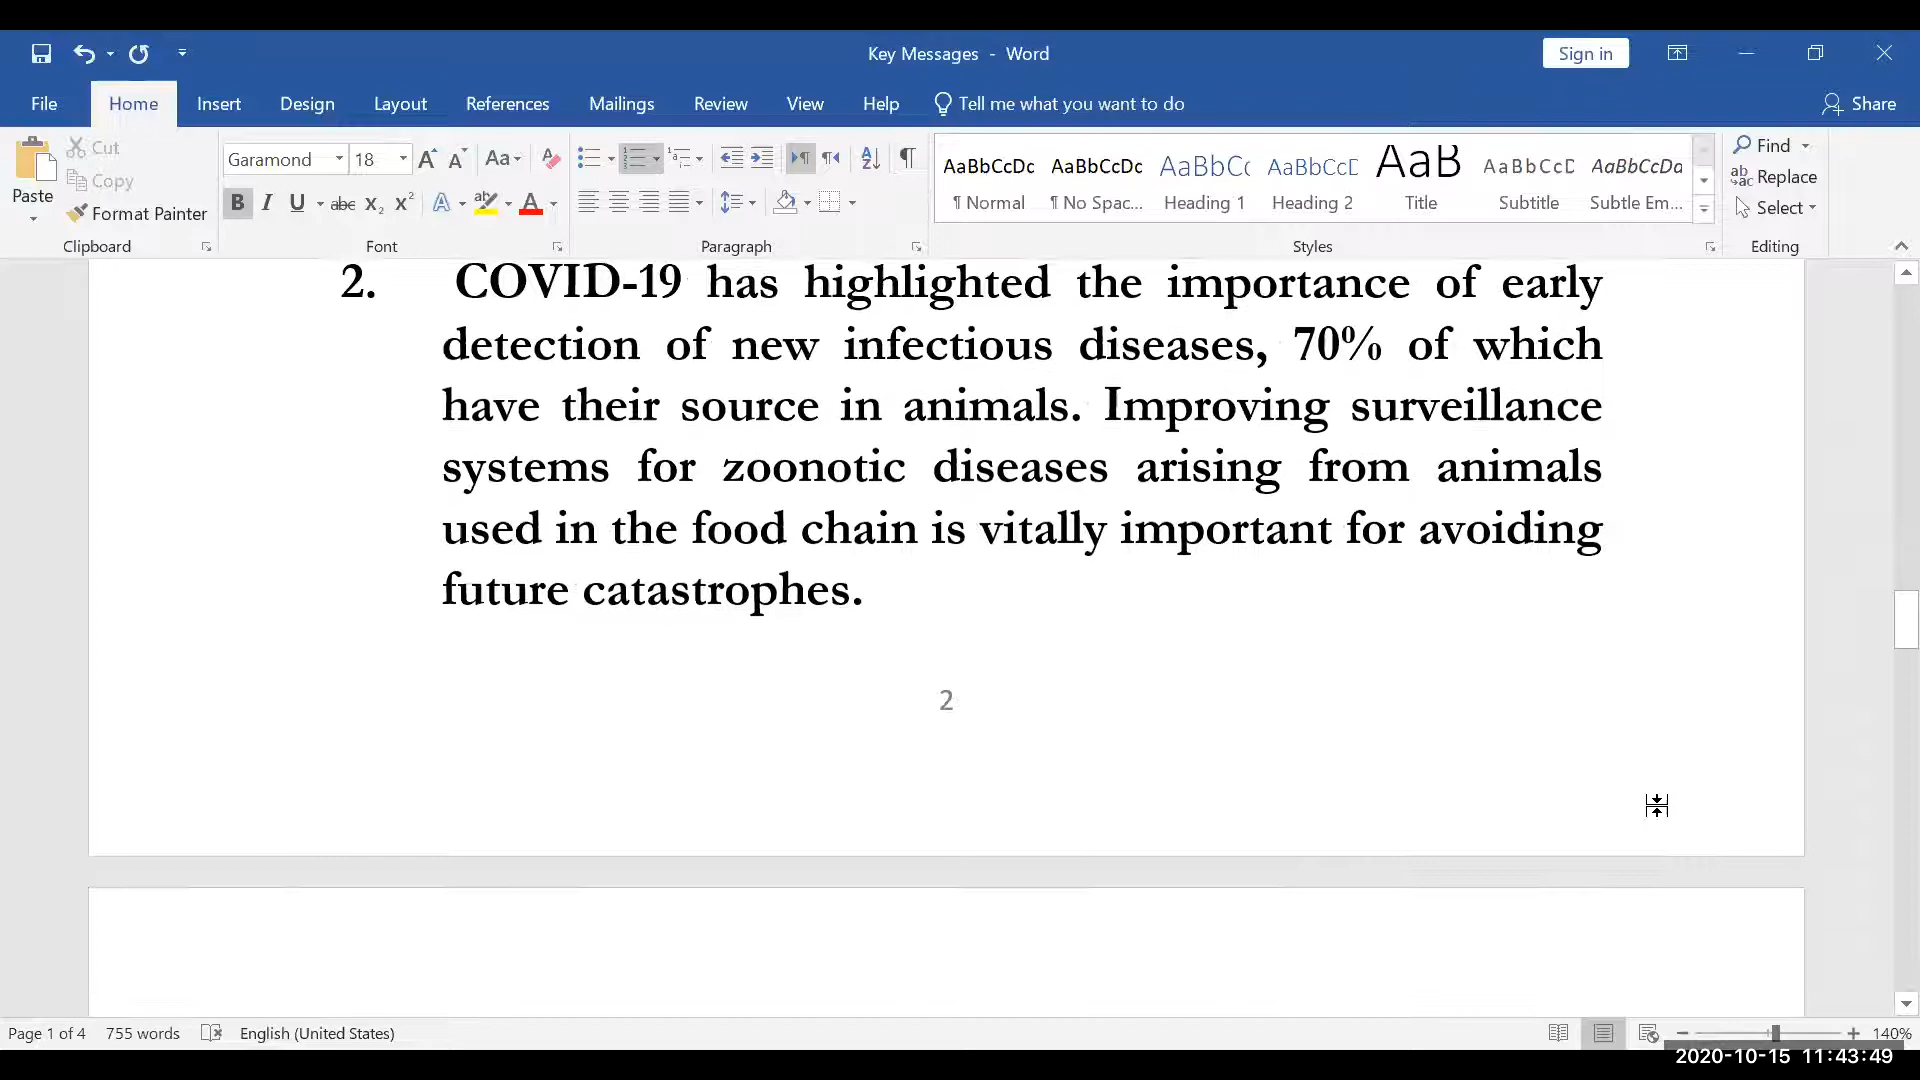 Key Messages - Word
Sign in
File Home Insert Design Layout References Mailings Review View Help Tell me what you want to do Share
Paste
Cut
Copy
Format Painter
Clipboard
Garamond 18
Font
Paragraph
AaBbCcDc AaBbCcDc AaBbCc AaBbCcD AaB AaBbCcD AaBbCcDa
¶ Normal ¶ No Spac... Heading 1 Heading 2 Title Subtitle Subtle Em...
Styles
Find
Replace
Select
Editing
2. COVID-19 has highlighted the importance of early
detection of new infectious diseases, 70% of which
have their source in animals. Improving surveillance
systems for zoonotic diseases arising from animals
used in the food chain is vitally important for avoiding
future catastrophes.
2
Page 1 of 4 755 words English (United States) 140%
2020-10-15 11:43:49